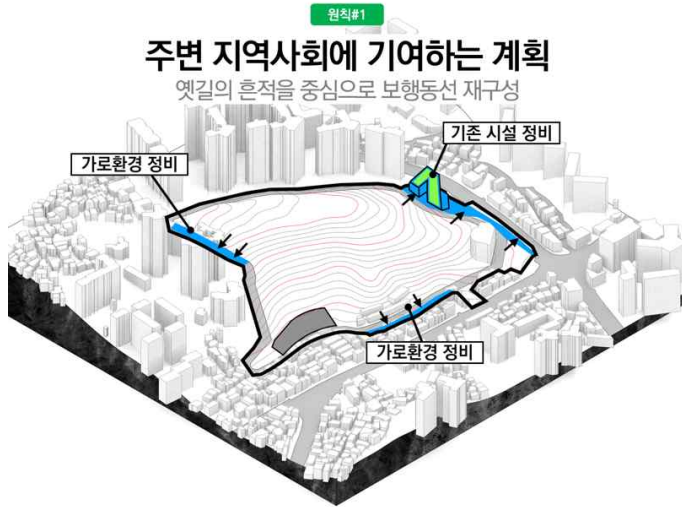 원칙#1
주변 지역사회에 기여하는 계획
옛길의 흔적을 중심으로 보행동선 재구성
기존 시설 정비
가로환경 정비
가로환경 정비